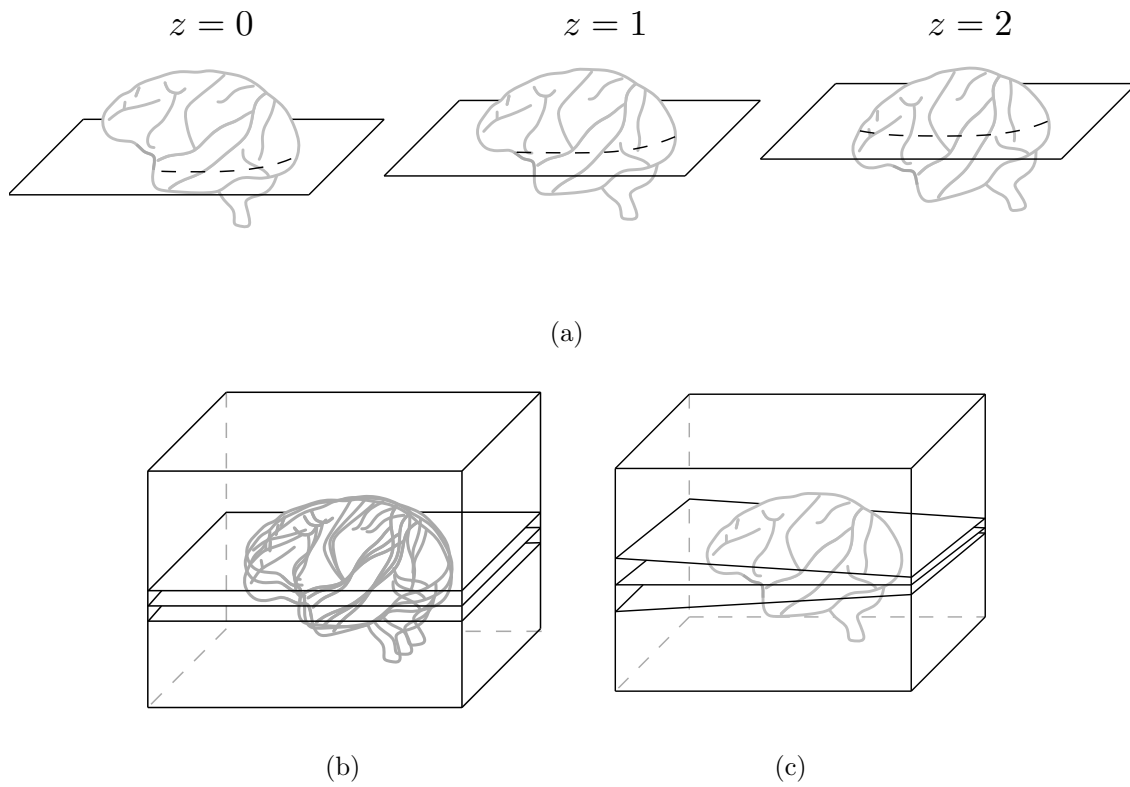 z = 0 z = 1 z = 2
(a)
(b) (c)